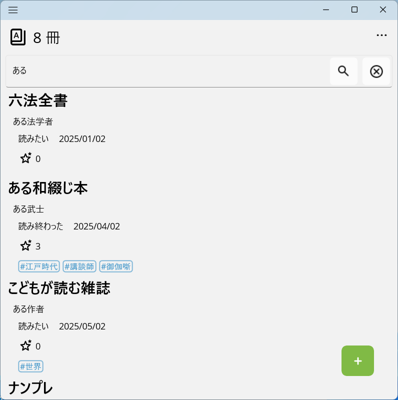 8 冊
ある
六法全書
ある法学者
読みたい 2025/01/02
0
ある和綴じ本
ある武士
読み終わった 2025/04/02
3
#江戸時代 #講談師 #御伽噺
こどもが読む雑誌
ある作者
読みたい 2025/05/02
0
#世界
ナンプレ